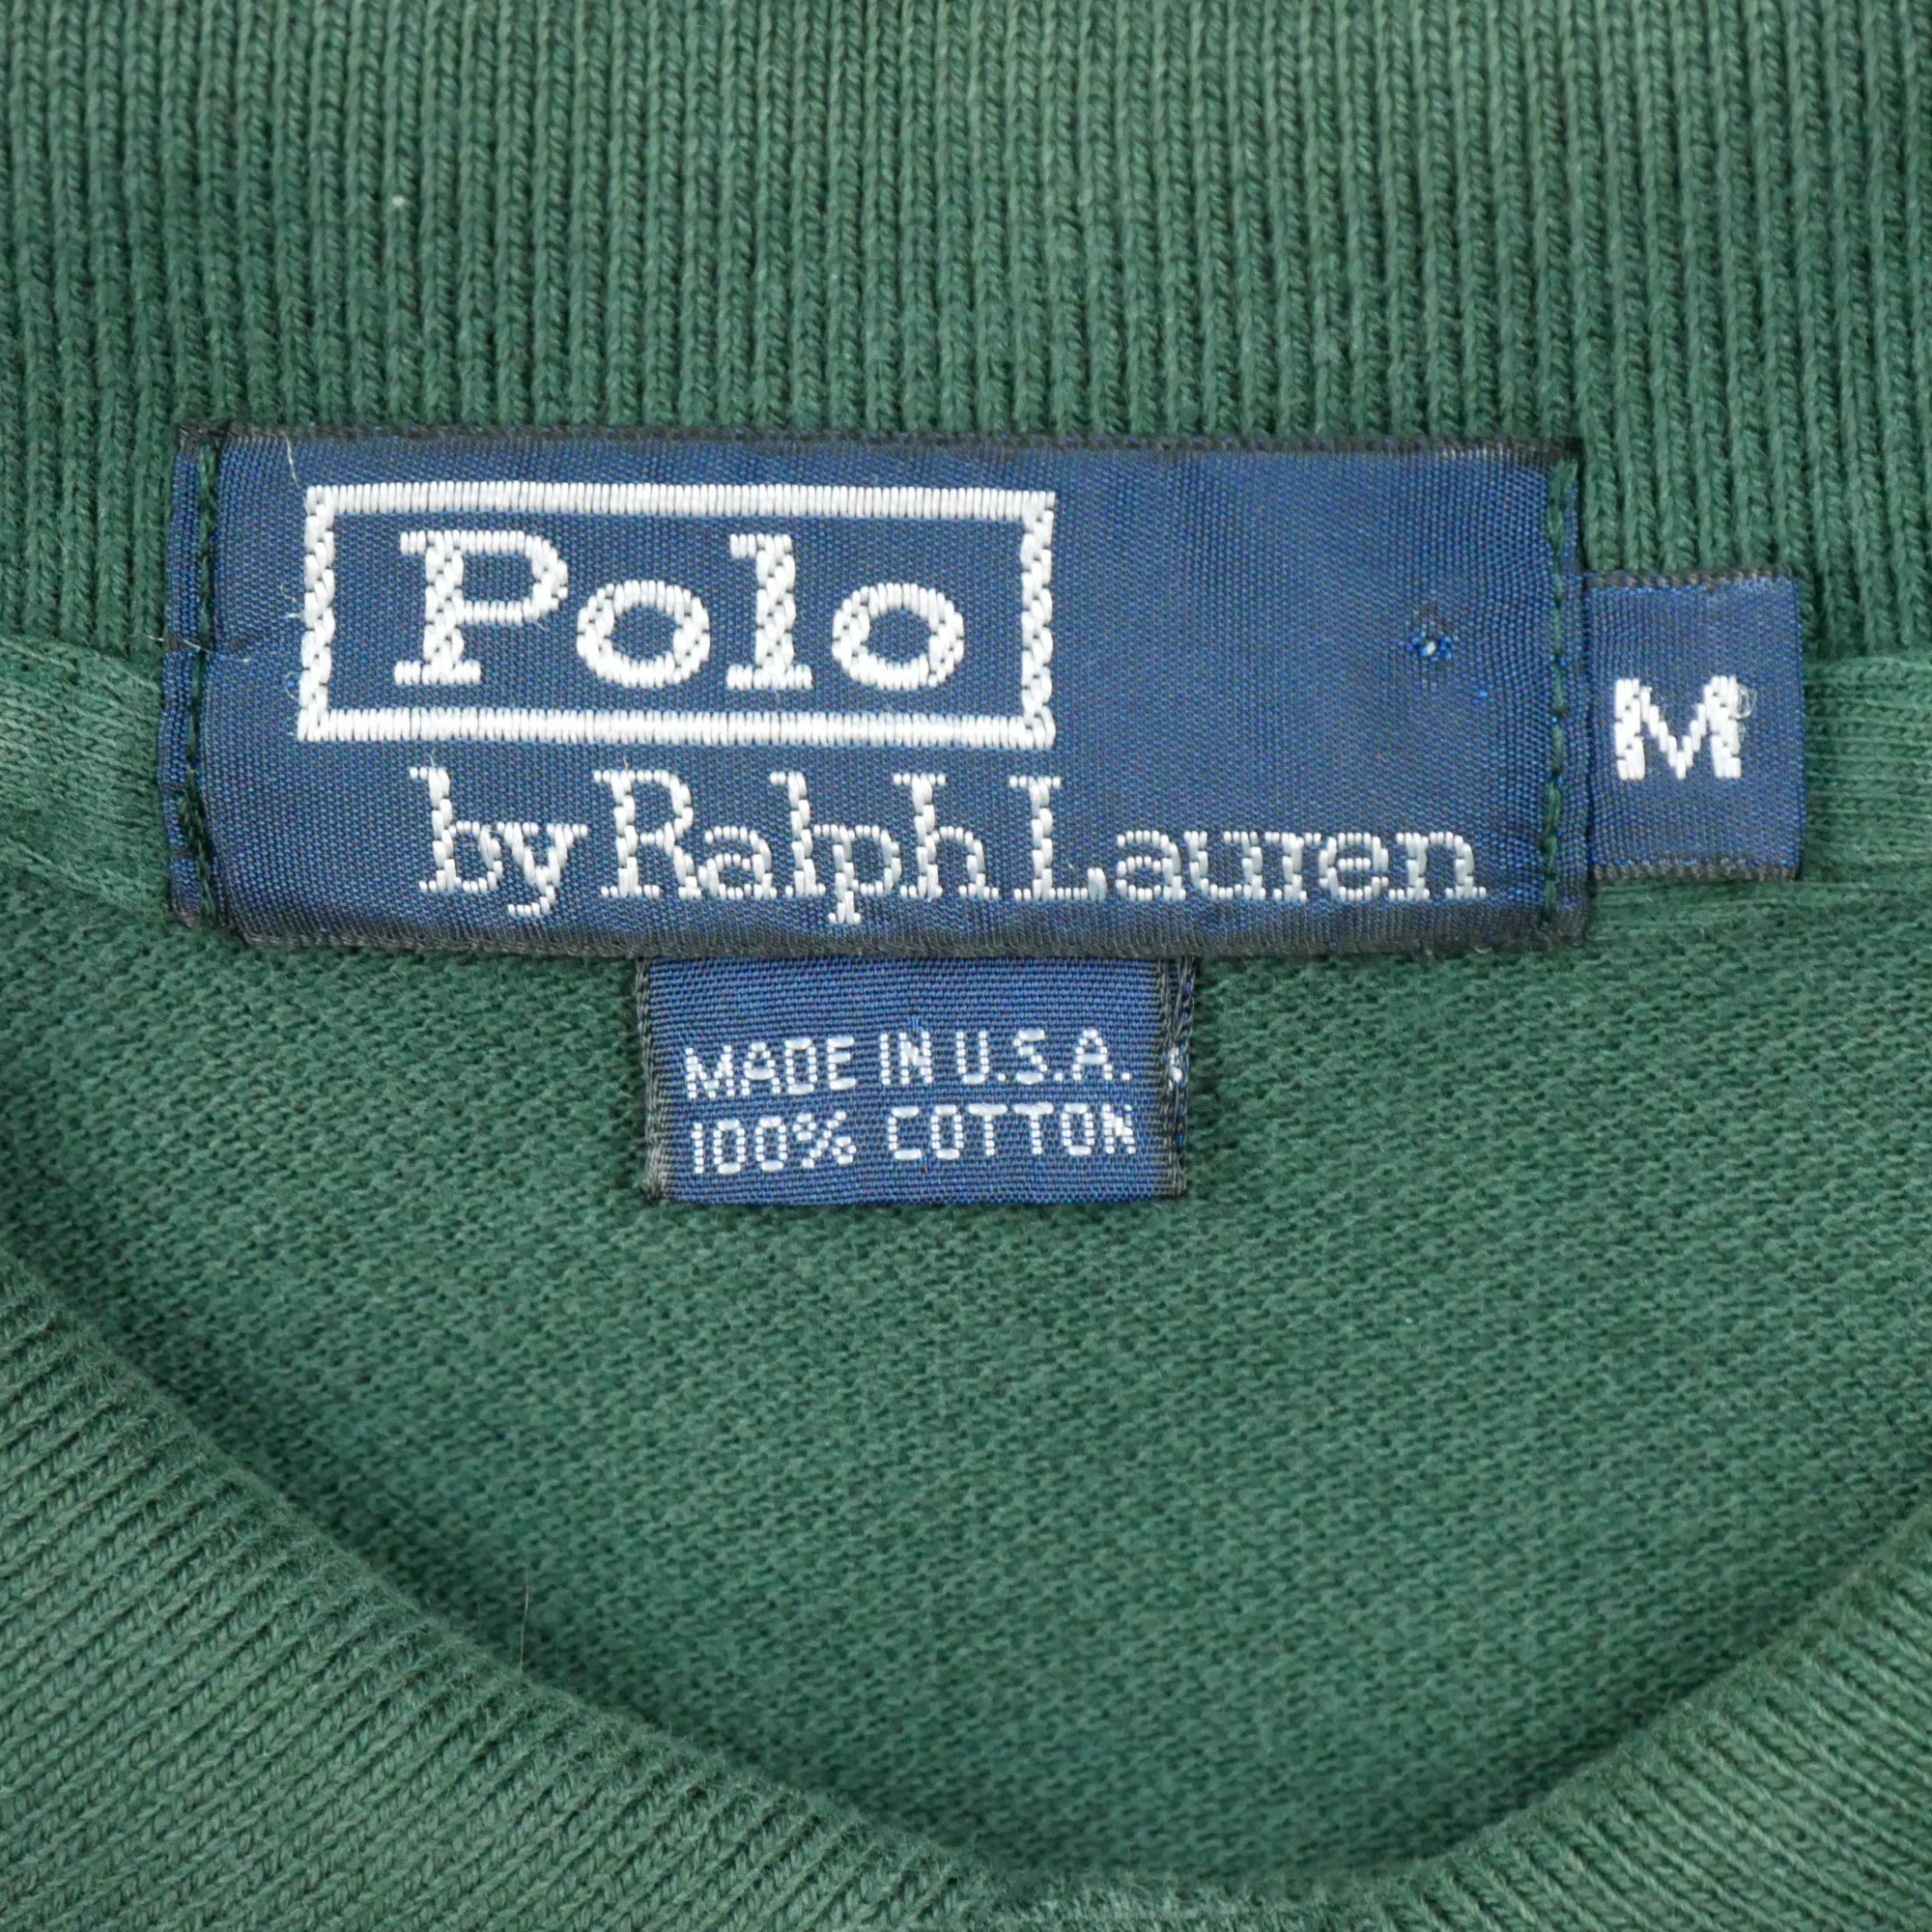 Polo
by Ralph Lauren
M
MADE IN U.S.A.
100% COTTON